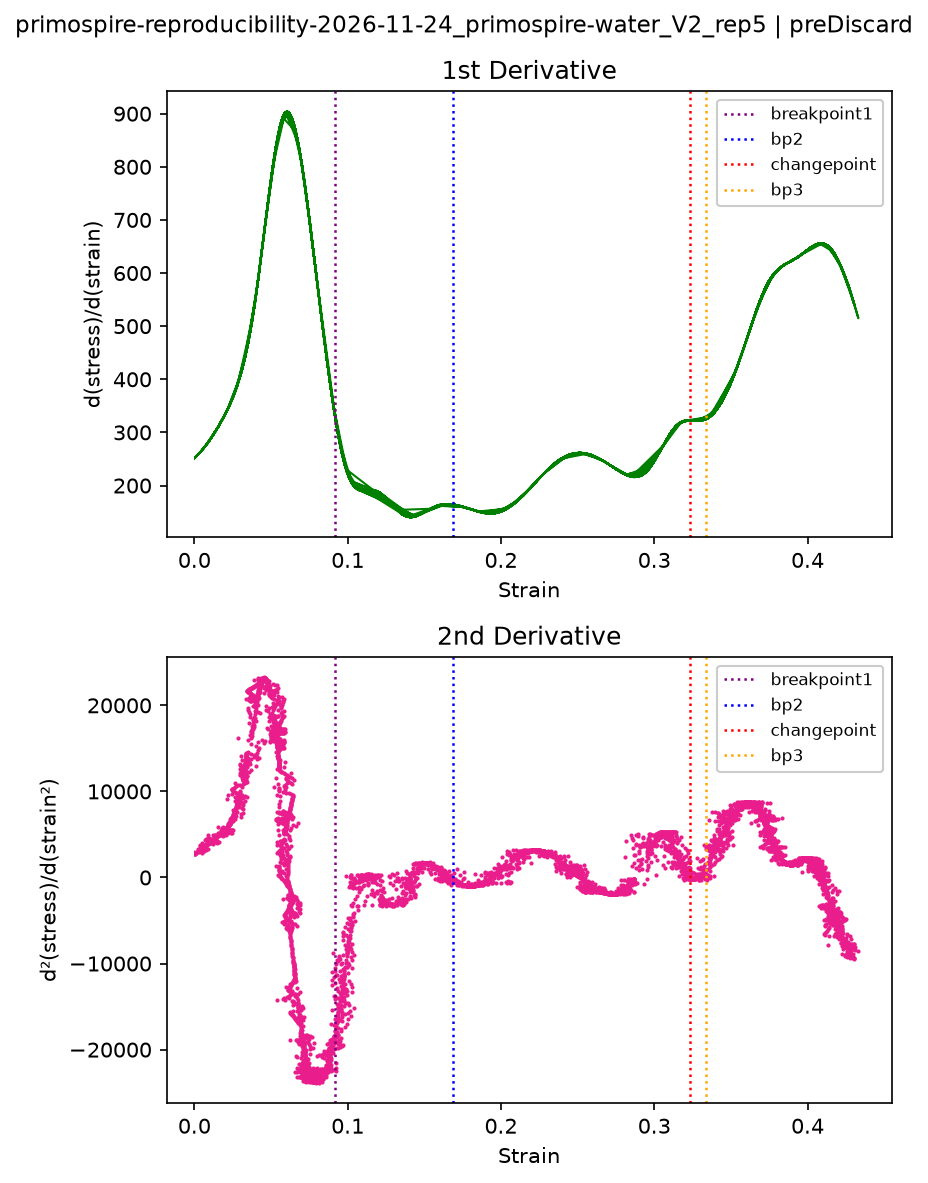 primospire-reproducibility-2026-11-24_primospire-water_V2_rep5 | preDiscard
1st Derivative
900
800
700
600
500
400
300
200
d(stress)/d(strain)
breakpoint1
bp2
changepoint
bp3
0.0 0.1 0.2 0.3 0.4
Strain
2nd Derivative
20000
10000
0
−10000
−20000
d²(stress)/d(strain²)
breakpoint1
bp2
changepoint
bp3
0.0 0.1 0.2 0.3 0.4
Strain